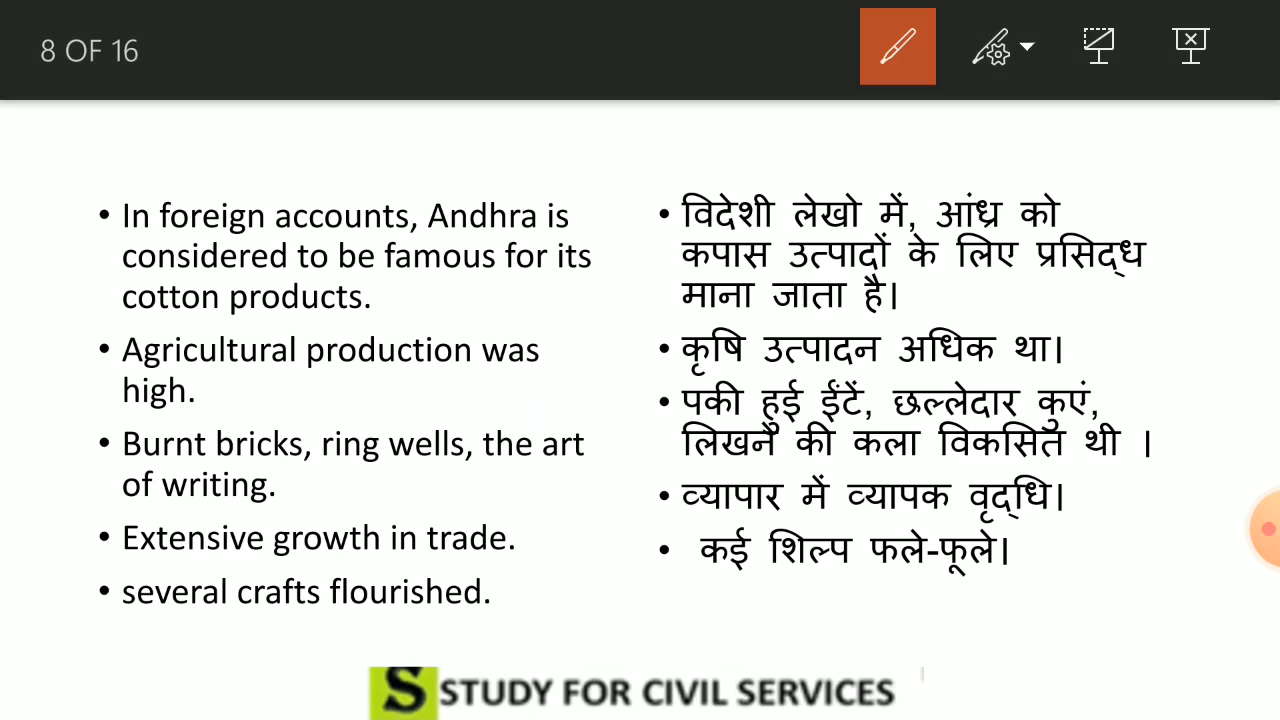 8 OF 16
• In foreign accounts, Andhra is
considered to be famous for its
cotton products.
• Agricultural production was
high.
• Burnt bricks, ring wells, the art
of writing.
• Extensive growth in trade.
• several crafts flourished.
• विदेशी लेखो में, आंध्र को
कपास उत्पादों के लिए प्रसिद्ध
माना जाता है।
• कृषि उत्पादन अधिक था।
• पकी हुई ईंटें, छल्लेदार कुएं,
लिखने की कला विकसित थी ।
• व्यापार में व्यापक वृद्धि।
• कई शिल्प फले-फूले।
S STUDY FOR CIVIL SERVICES